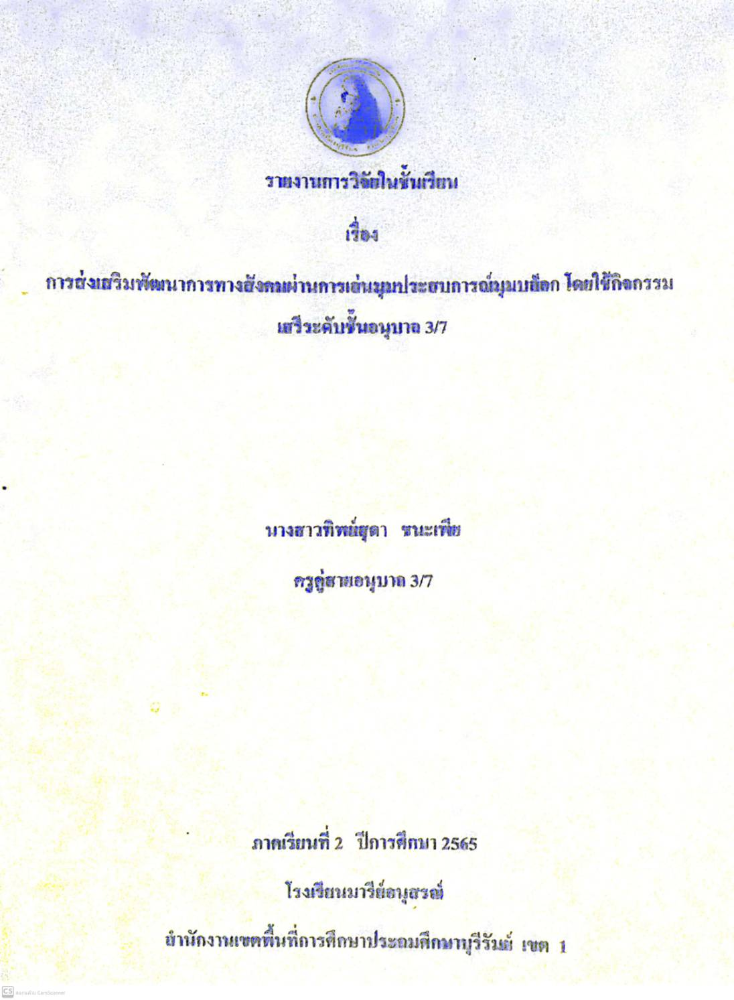 รายงานการวิจัยในชั้นเรียน
เรื่อง
การส่งเสริมพัฒนาการทางสังคมผ่านการเล่นมุมประสบการณ์มุมบล็อก โดยใช้กิจกรรม
เสรีระดับชั้นอนุบาล 3/7
นางสาวทิพย์สุดา ชนะเพีย
ครูคู่สายอนุบาล 3/7
ภาคเรียนที่ 2 ปีการศึกษา 2565
โรงเรียนมารีย์อนุสรณ์
สำนักงานเขตพื้นที่การศึกษาประถมศึกษาบุรีรัมย์ เขต 1
CS สแกนด้วย CamScanner